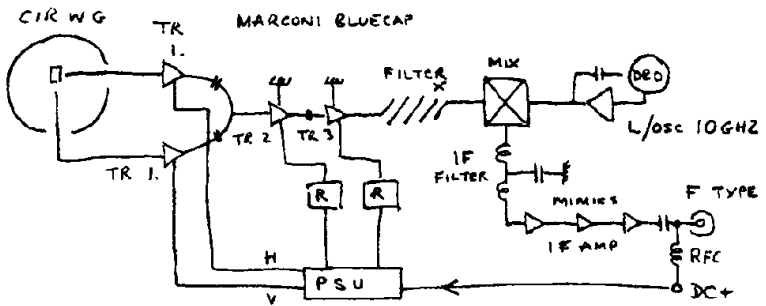 CIR WG
TR
1.
MARCONI BLUECAP
FILTER
X
MIX
DRO
TR 2
TR 3
L/OSC 10GHZ
TR 1.
IF
FILTER
R
R
MIMICS
F TYPE
IF AMP
RFC
H
V
PSU
DC+